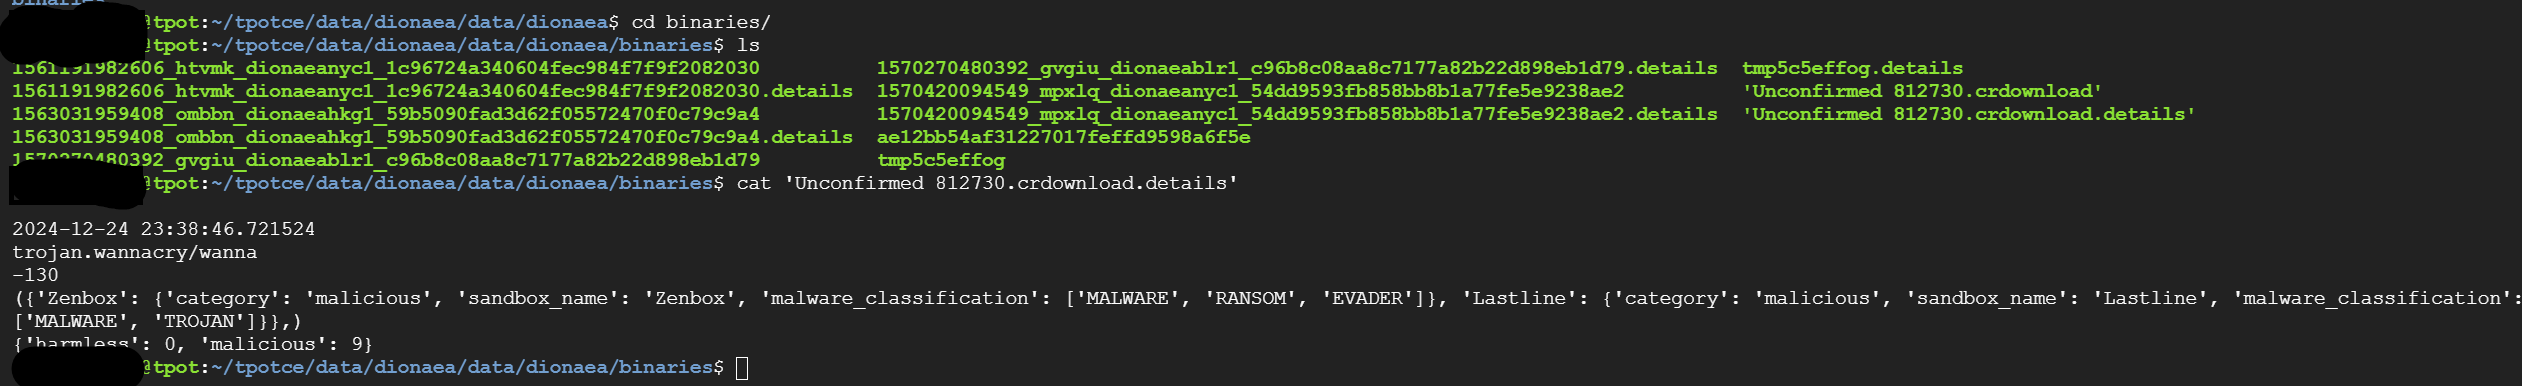 binaries
@tpot:~/tpotce/data/dionaea/data/dionaea$ cd binaries/
@tpot:~/tpotce/data/dionaea/data/dionaea/binaries$ ls
1561191982606_htvmk_dionaeanyc1_1c96724a340604fec984f7f9f2082030 1570270480392_gvgiu_dionaeablr1_c96b8c08aa8c7177a82b22d898eb1d79.details tmp5c5effog.details
1561191982606_htvmk_dionaeanyc1_1c96724a340604fec984f7f9f2082030.details 1570420094549_mpxlq_dionaeanyc1_54dd9593fb858bb8b1a77fe5e9238ae2 'Unconfirmed 812730.crdownload'
1563031959408_ombbn_dionaeahkg1_59b5090fad3d62f05572470f0c79c9a4 1570420094549_mpxlq_dionaeanyc1_54dd9593fb858bb8b1a77fe5e9238ae2.details 'Unconfirmed 812730.crdownload.details'
1563031959408_ombbn_dionaeahkg1_59b5090fad3d62f05572470f0c79c9a4.details ae12bb54af31227017feffd9598a6f5e
1570270480392_gvgiu_dionaeablr1_c96b8c08aa8c7177a82b22d898eb1d79 tmp5c5effog
@tpot:~/tpotce/data/dionaea/data/dionaea/binaries$ cat 'Unconfirmed 812730.crdownload.details'
2024-12-24 23:38:46.721524
trojan.wannacry/wanna
-130
({'Zenbox': {'category': 'malicious', 'sandbox_name': 'Zenbox', 'malware_classification': ['MALWARE', 'RANSOM', 'EVADER']}, 'Lastline': {'category': 'malicious', 'sandbox_name': 'Lastline', 'malware_classification':
['MALWARE', 'TROJAN']}},)
{'harmless': 0, 'malicious': 9}
@tpot:~/tpotce/data/dionaea/data/dionaea/binaries$